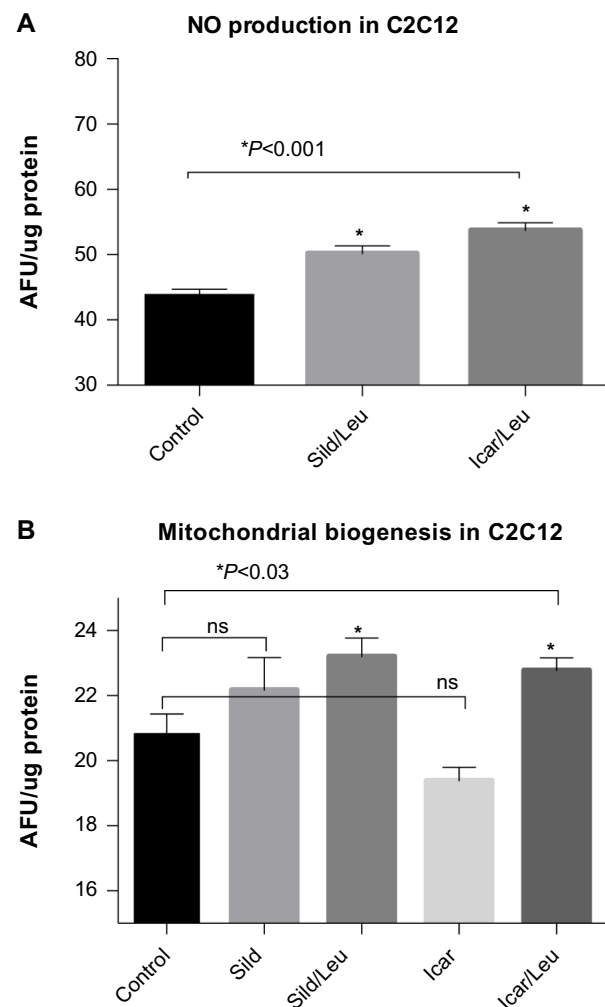 A
NO production in C2C12
AFU/ug protein
80
70
60
50
40
30
*P<0.001
*
*
Control
Sild/Leu
Icar/Leu
B
Mitochondrial biogenesis in C2C12
AFU/ug protein
24
22
20
18
16
*P<0.03
ns
*
ns
*
Control
Sild
Sild/Leu
Icar
Icar/Leu